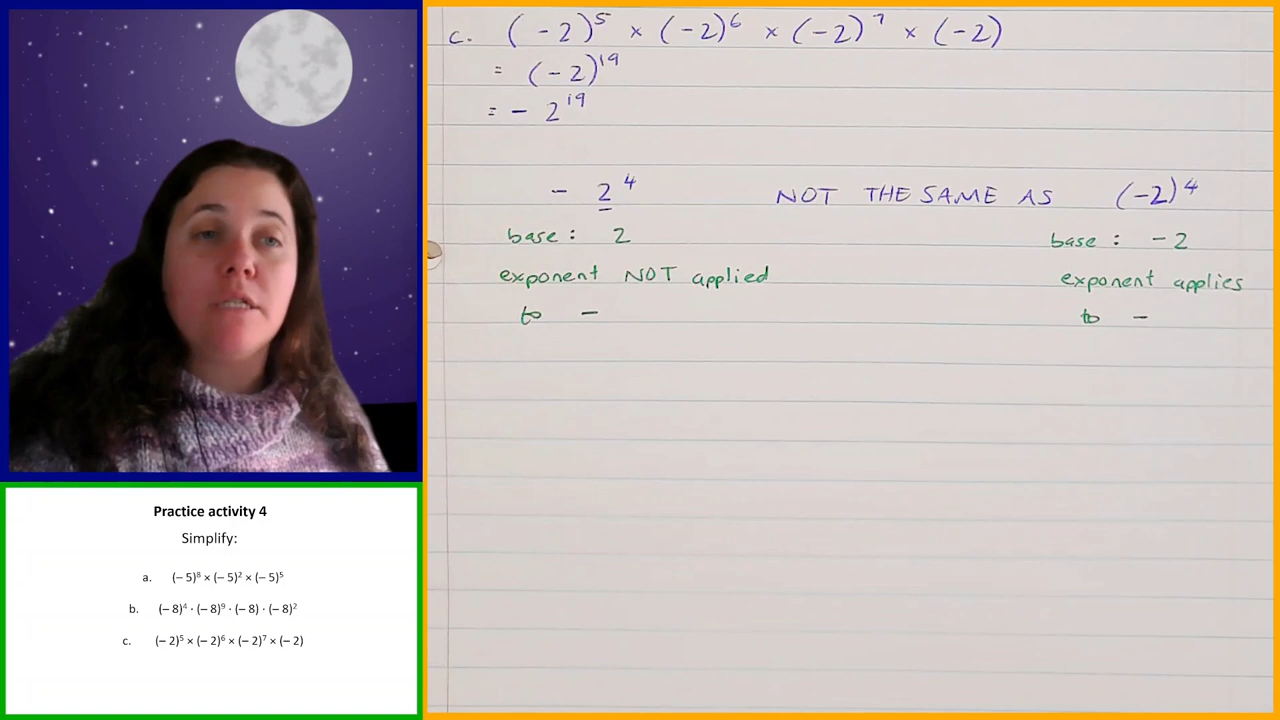 c. (-2)⁵ × (-2)⁶ × (-2)⁷ × (-2)
= (-2)¹⁹
= - 2¹⁹
- 2⁴ NOT THE SAME AS (-2)⁴
base : 2 base : -2
exponent NOT applied exponent applies
to - to -
Practice activity 4
Simplify:
a. (– 5)⁸ × (– 5)² × (– 5)⁵
b. (– 8)⁴ · (– 8)⁹ · (– 8) · (– 8)²
c. (– 2)⁵ × (– 2)⁶ × (– 2)⁷ × (– 2)